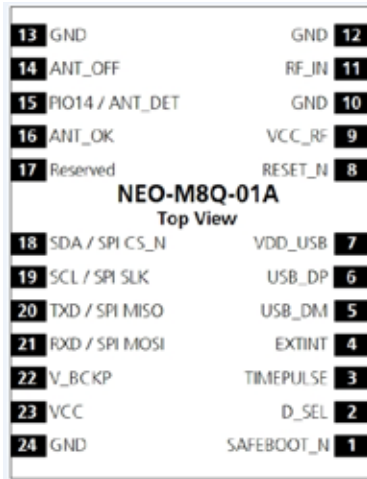 13 GND GND 12
14 ANT_OFF RF_IN 11
15 PIO14 / ANT_DET GND 10
16 ANT_OK VCC_RF 9
17 Reserved RESET_N 8
NEO-M8Q-01A
Top View
18 SDA / SPI CS_N VDD_USB 7
19 SCL / SPI SLK USB_DP 6
20 TXD / SPI MISO USB_DM 5
21 RXD / SPI MOSI EXTINT 4
22 V_BCKP TIMEPULSE 3
23 VCC D_SEL 2
24 GND SAFEBOOT_N 1